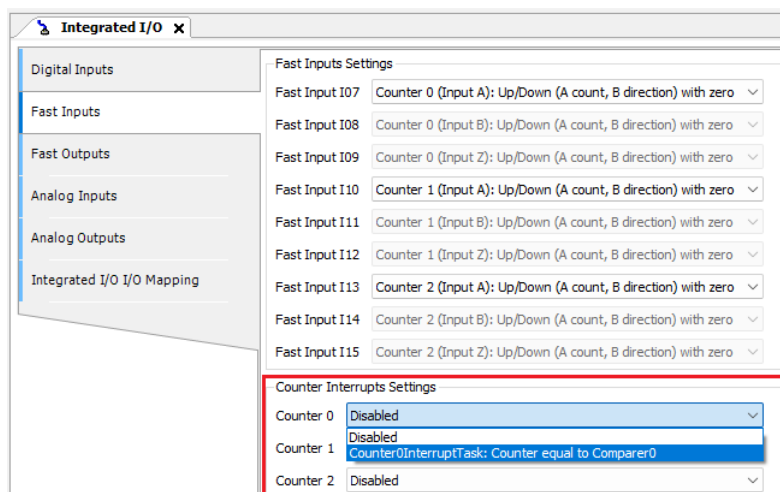 Integrated I/O X
Digital Inputs
Fast Inputs
Fast Outputs
Analog Inputs
Analog Outputs
Integrated I/O I/O Mapping
Fast Inputs Settings
Fast Input I07 Counter 0 (Input A): Up/Down (A count, B direction) with zero
Fast Input I08 Counter 0 (Input B): Up/Down (A count, B direction) with zero
Fast Input I09 Counter 0 (Input Z): Up/Down (A count, B direction) with zero
Fast Input I10 Counter 1 (Input A): Up/Down (A count, B direction) with zero
Fast Input I11 Counter 1 (Input B): Up/Down (A count, B direction) with zero
Fast Input I12 Counter 1 (Input Z): Up/Down (A count, B direction) with zero
Fast Input I13 Counter 2 (Input A): Up/Down (A count, B direction) with zero
Fast Input I14 Counter 2 (Input B): Up/Down (A count, B direction) with zero
Fast Input I15 Counter 2 (Input Z): Up/Down (A count, B direction) with zero
Counter Interrupts Settings
Counter 0 Disabled
Disabled
Counter 1 Counter0InterruptTask: Counter equal to Comparer0
Counter 2 Disabled